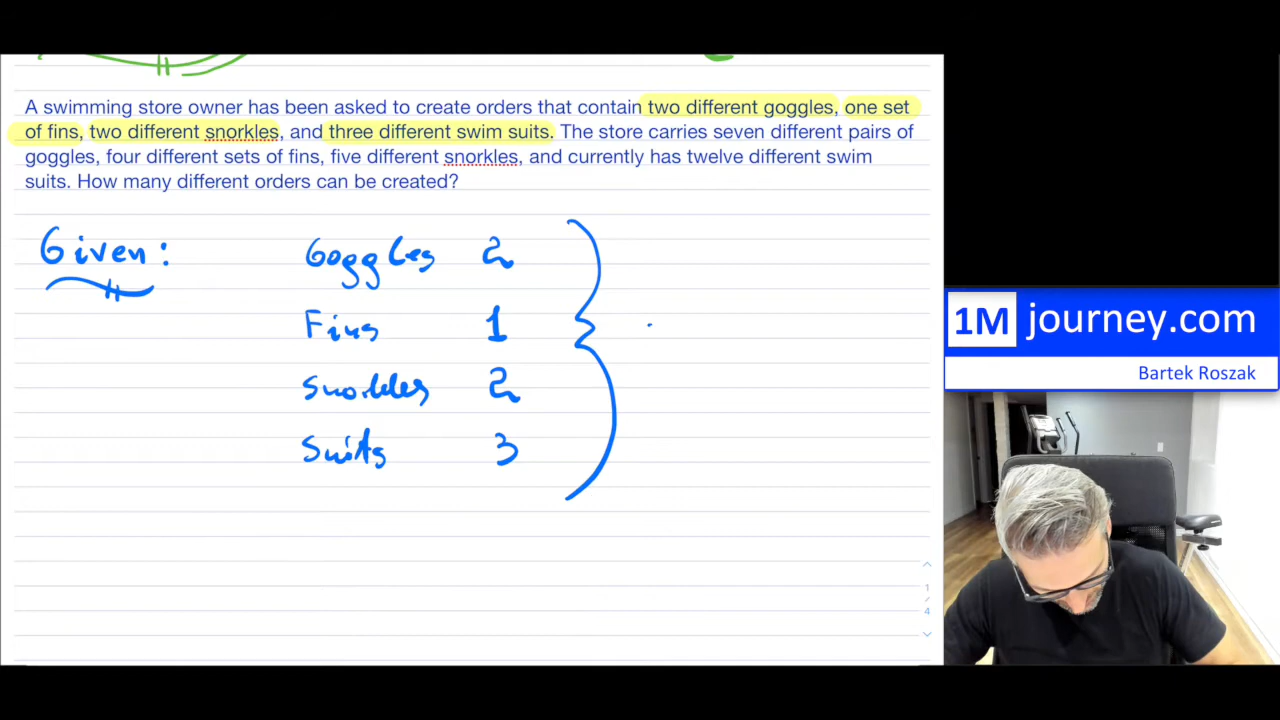 A swimming store owner has been asked to create orders that contain two different goggles, one set
of fins, two different snorkles, and three different swim suits. The store carries seven different pairs of
goggles, four different sets of fins, five different snorkles, and currently has twelve different swim
suits. How many different orders can be created?
Given: Goggles 2
Fins 1
Snorkles 2
Suits 3
1M journey.com
Bartek Roszak
1
/
4